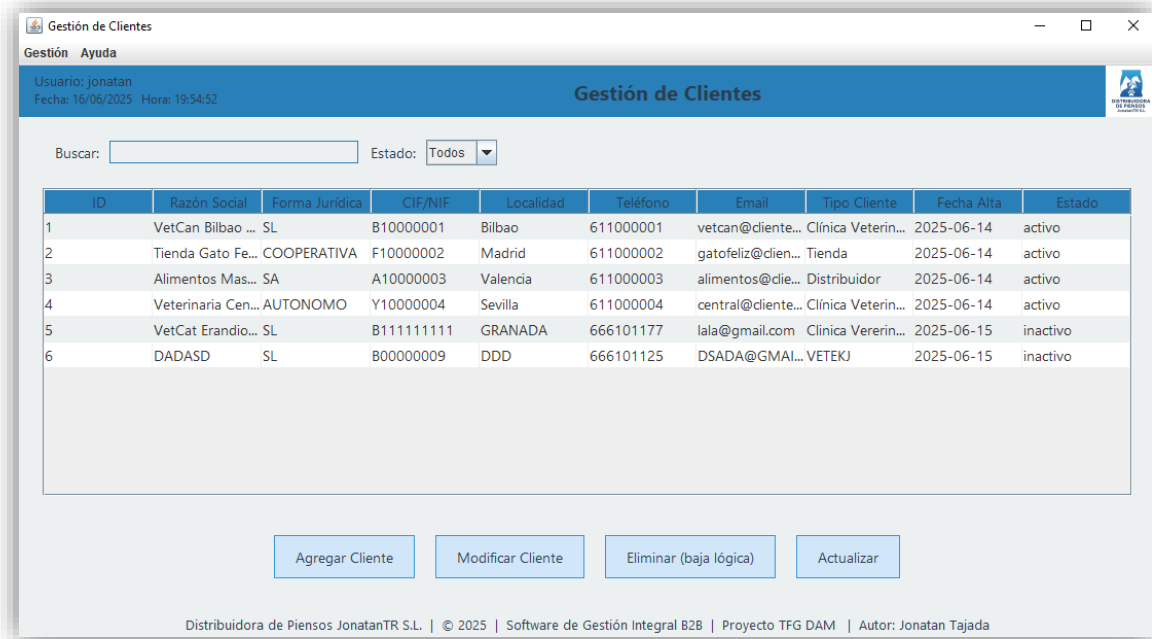 Gestión de Clientes
Gestión Ayuda
Usuario: jonatan
Fecha: 16/06/2025 Hora: 19:54:52
Gestión de Clientes
DISTRIBUIDORA
DE PIENSOS
JonatanTR S.L.
Buscar: Estado: Todos
ID Razón Social Forma Jurídica CIF/NIF Localidad Teléfono Email Tipo Cliente Fecha Alta Estado
1 VetCan Bilbao ... SL B10000001 Bilbao 611000001 vetcan@cliente... Clínica Veterin... 2025-06-14 activo
2 Tienda Gato Fe... COOPERATIVA F10000002 Madrid 611000002 gatofeliz@clien... Tienda 2025-06-14 activo
3 Alimentos Mas... SA A10000003 Valencia 611000003 alimentos@clie... Distribuidor 2025-06-14 activo
4 Veterinaria Cen... AUTONOMO Y10000004 Sevilla 611000004 central@cliente... Clínica Veterin... 2025-06-14 activo
5 VetCat Erandio... SL B111111111 GRANADA 666101177 lala@gmail.com Clinica Vererin... 2025-06-15 inactivo
6 DADASD SL B00000009 DDD 666101125 DSADA@GMAI... VETEKJ 2025-06-15 inactivo
Agregar Cliente Modificar Cliente Eliminar (baja lógica) Actualizar
Distribuidora de Piensos JonatanTR S.L. | © 2025 | Software de Gestión Integral B2B | Proyecto TFG DAM | Autor: Jonatan Tajada